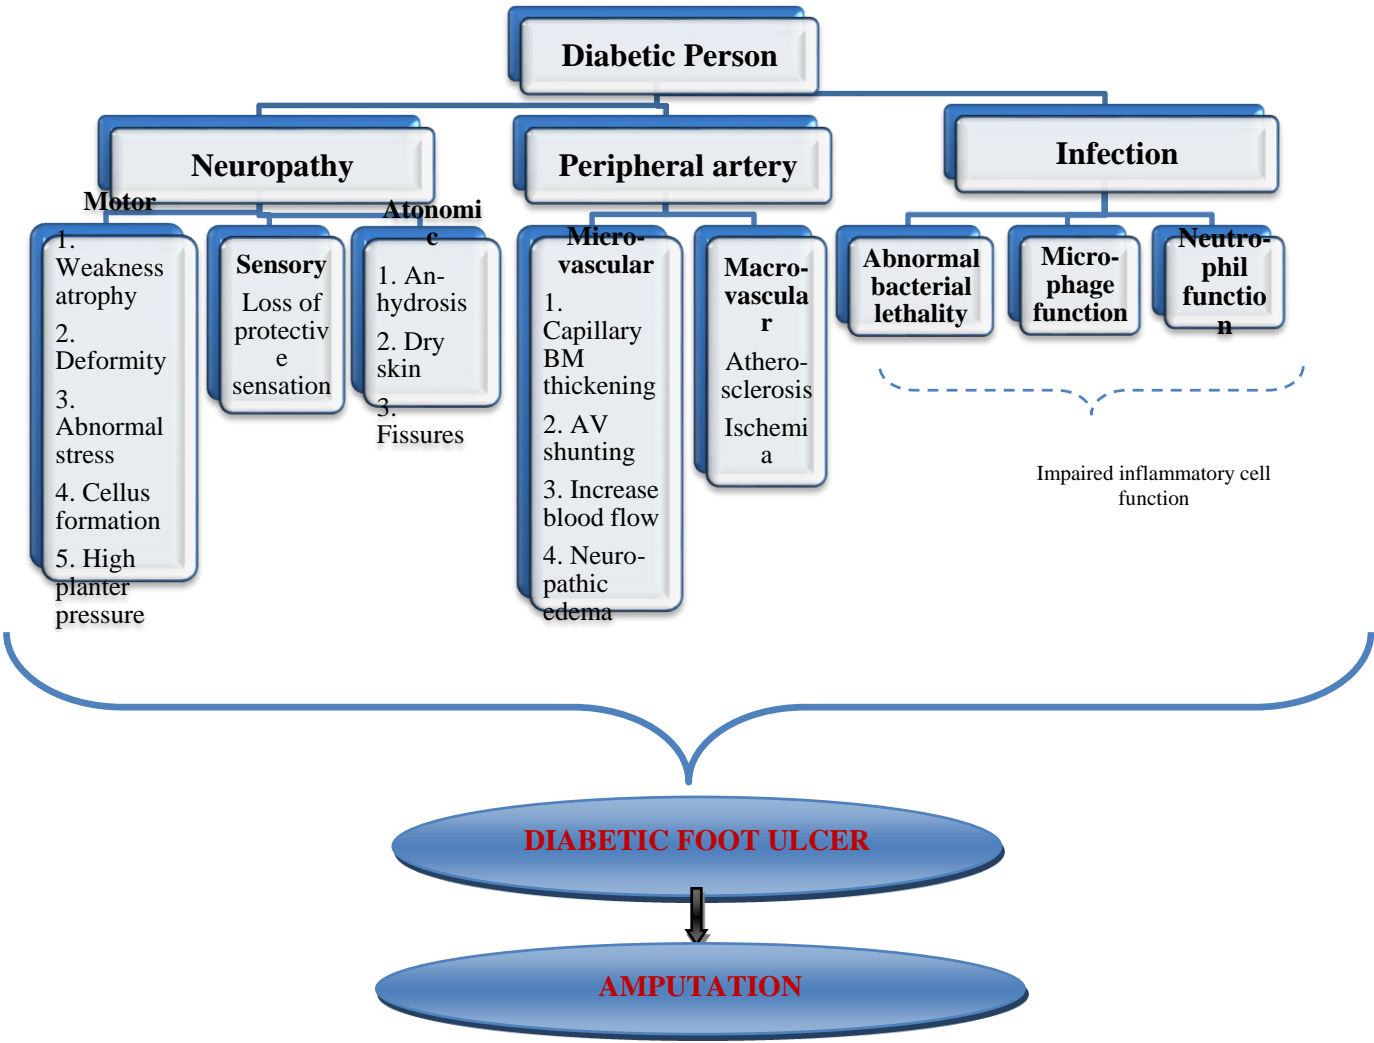 Diabetic Person
Neuropathy
Peripheral artery
Infection
Motor
1.
Weakness
atrophy
2.
Deformity
3.
Abnormal
stress
4. Cellus
formation
5. High
planter
pressure
Sensory
Loss of
protectiv
e
sensation
Atonomi
c
1. An-
hydrosis
2. Dry
skin
3.
Fissures
Micro-
vascular
1.
Capillary
BM
thickening
2. AV
shunting
3. Increase
blood flow
4. Neuro-
pathic
edema
Macro-
vascula
r
Athero-
sclerosis
Ischemi
a
Abnormal
bacterial
lethality
Micro-
phage
function
Neutro-
phil
functio
n
Impaired inflammatory cell
function
DIABETIC FOOT ULCER
AMPUTATION